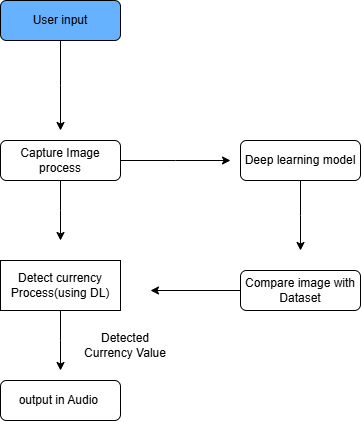 User input
Capture Image
process
Deep learning model
Detect currency
Process(using DL)
Compare image with
Dataset
Detected
Currency Value
output in Audio